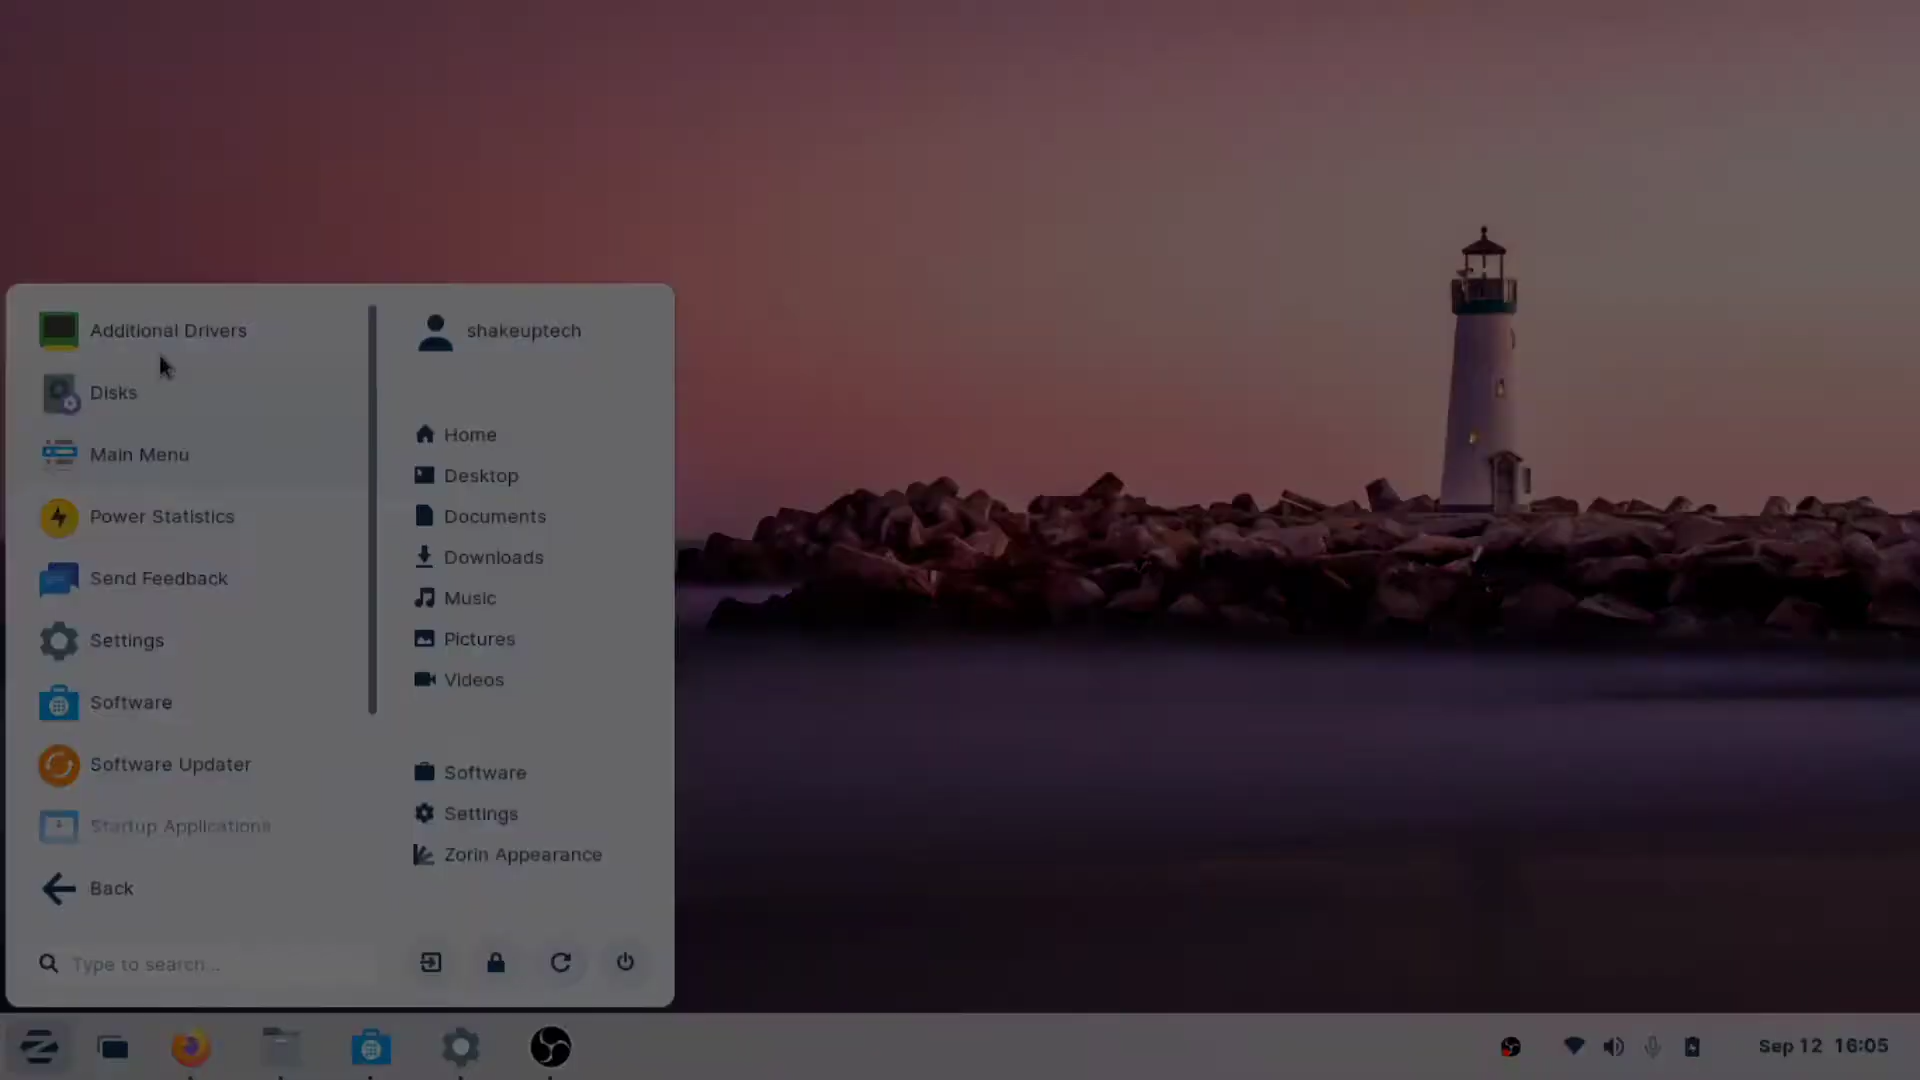 Additional Drivers
Disks
Main Menu
Power Statistics
Send Feedback
Settings
Software
Software Updater
Startup Applications
Back
Type to search...
shakeuptech
Home
Desktop
Documents
Downloads
Music
Pictures
Videos
Software
Settings
Zorin Appearance
Sep 12 16:05